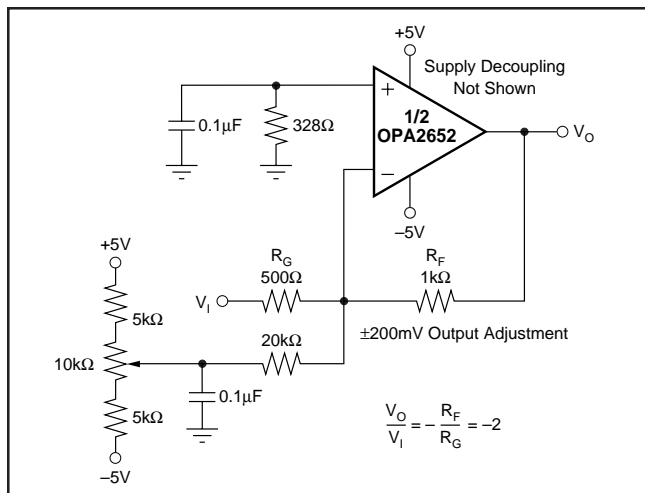 +5V
Supply Decoupling
Not Shown
+
1/2
OPA2652
–
0.1µF
328Ω
V_O
–5V
+5V
R_G
500Ω
R_F
1kΩ
V_I
5kΩ
±200mV Output Adjustment
20kΩ
10kΩ
0.1µF
5kΩ
–5V
V_O/V_I = – R_F/R_G = –2